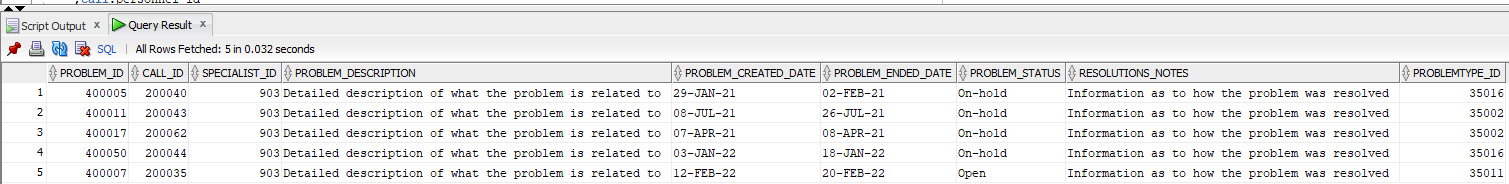 ,call.personnel_id
Script Output x Query Result x
SQL | All Rows Fetched: 5 in 0.032 seconds
PROBLEM_ID CALL_ID SPECIALIST_ID PROBLEM_DESCRIPTION PROBLEM_CREATED_DATE PROBLEM_ENDED_DATE PROBLEM_STATUS RESOLUTIONS_NOTES PROBLEMTYPE_ID
1 400005 200040 903 Detailed description of what the problem is related to 29-JAN-21 02-FEB-21 On-hold Information as to how the problem was resolved 35016
2 400011 200043 903 Detailed description of what the problem is related to 08-JUL-21 26-JUL-21 On-hold Information as to how the problem was resolved 35002
3 400017 200062 903 Detailed description of what the problem is related to 07-APR-21 08-APR-21 On-hold Information as to how the problem was resolved 35002
4 400050 200044 903 Detailed description of what the problem is related to 03-JAN-22 18-JAN-22 On-hold Information as to how the problem was resolved 35016
5 400007 200035 903 Detailed description of what the problem is related to 12-FEB-22 20-FEB-22 Open Information as to how the problem was resolved 35011